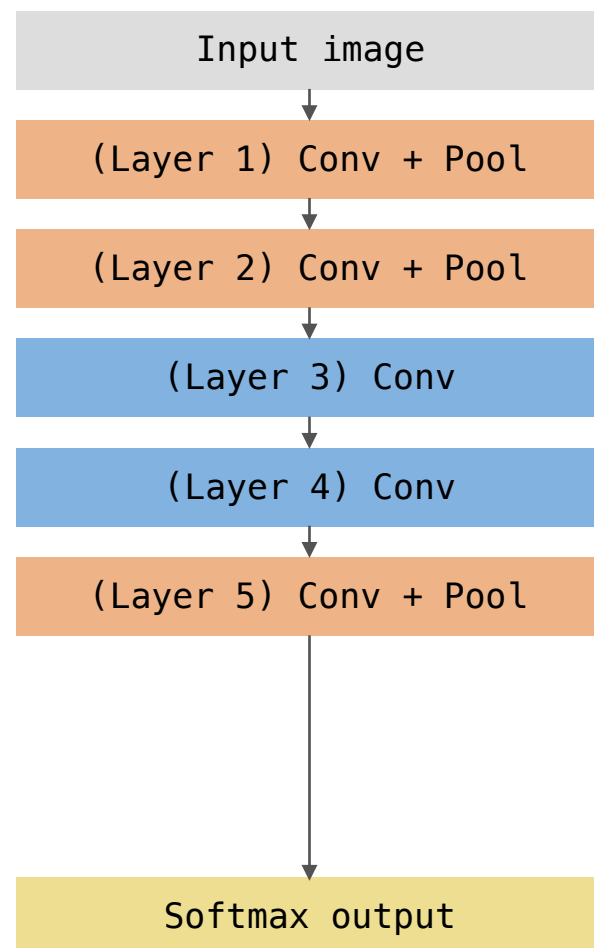 Input image
(Layer 1) Conv + Pool
(Layer 2) Conv + Pool
(Layer 3) Conv
(Layer 4) Conv
(Layer 5) Conv + Pool
Softmax output